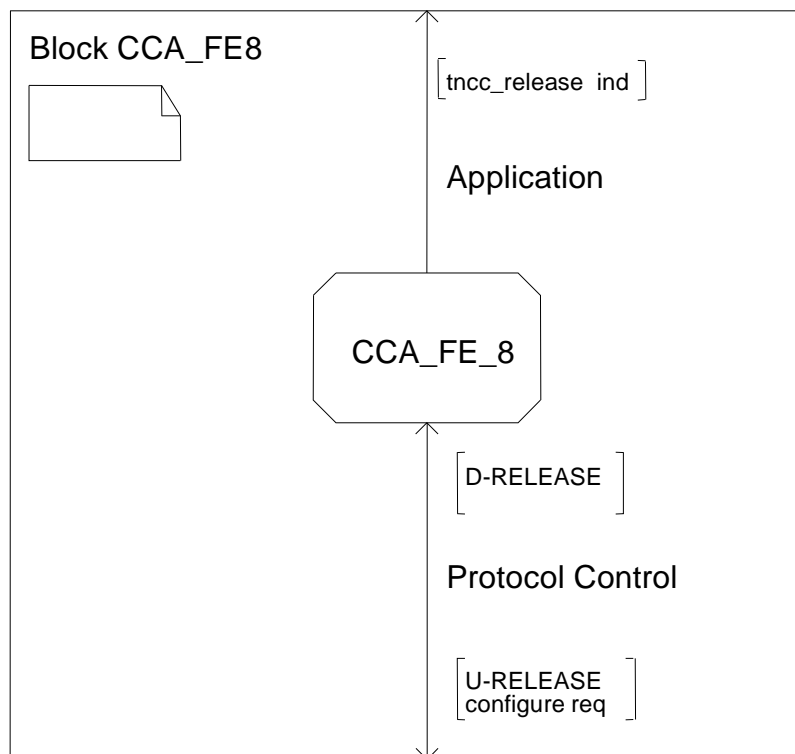 Block CCA_FE8
[tncc_release ind]
Application
CCA_FE_8
[D-RELEASE]
Protocol Control
[U-RELEASE
configure req]